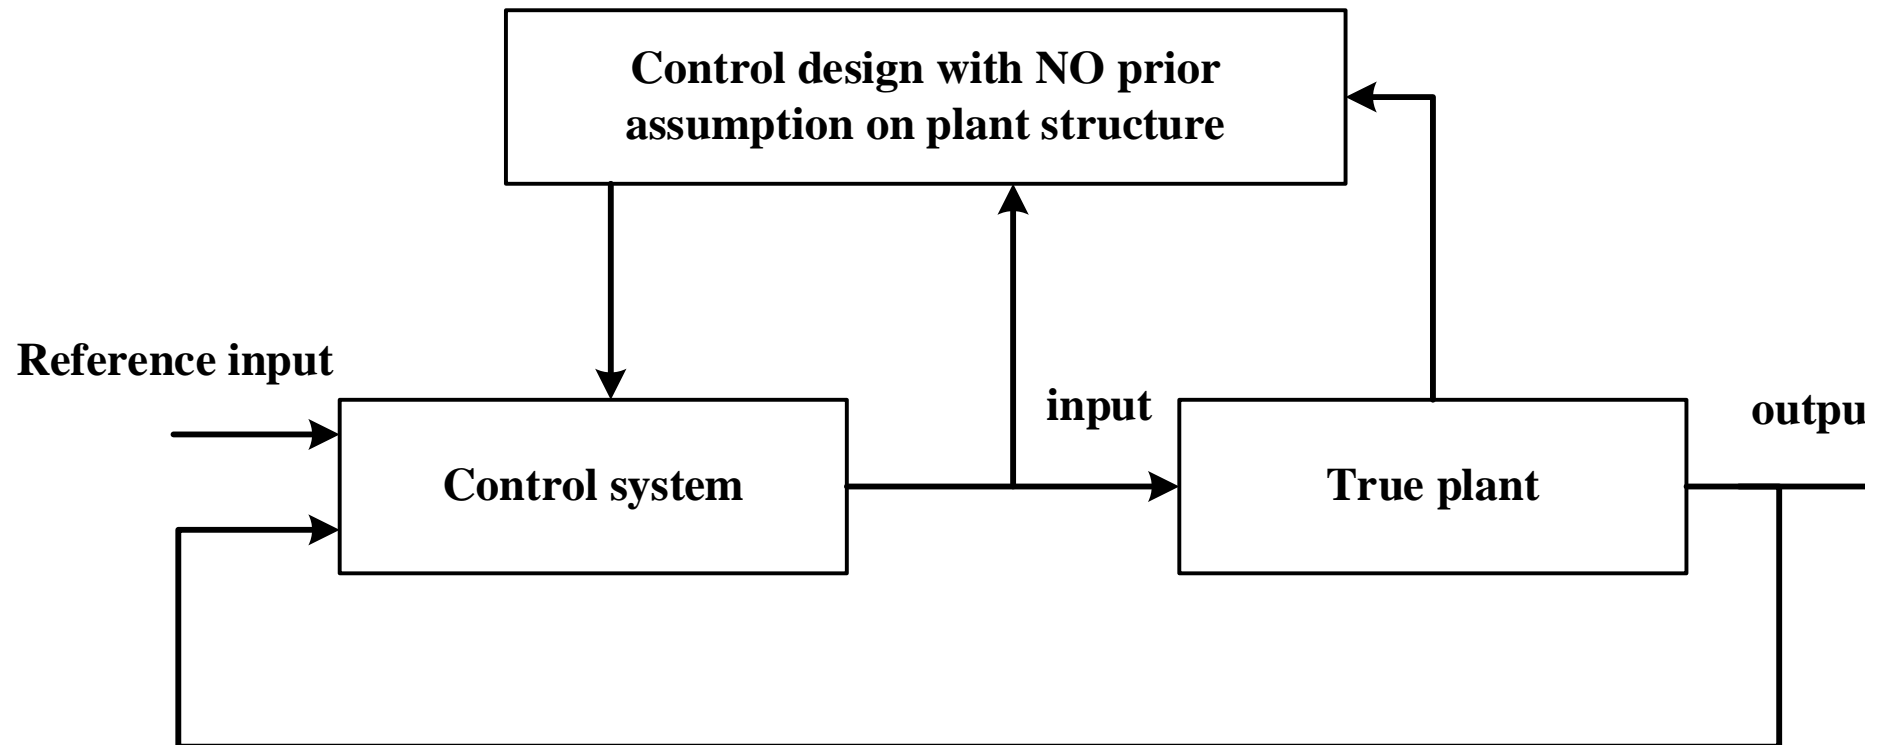 Control design with NO prior
assumption on plant structure
Reference input
input
outpu
Control system
True plant